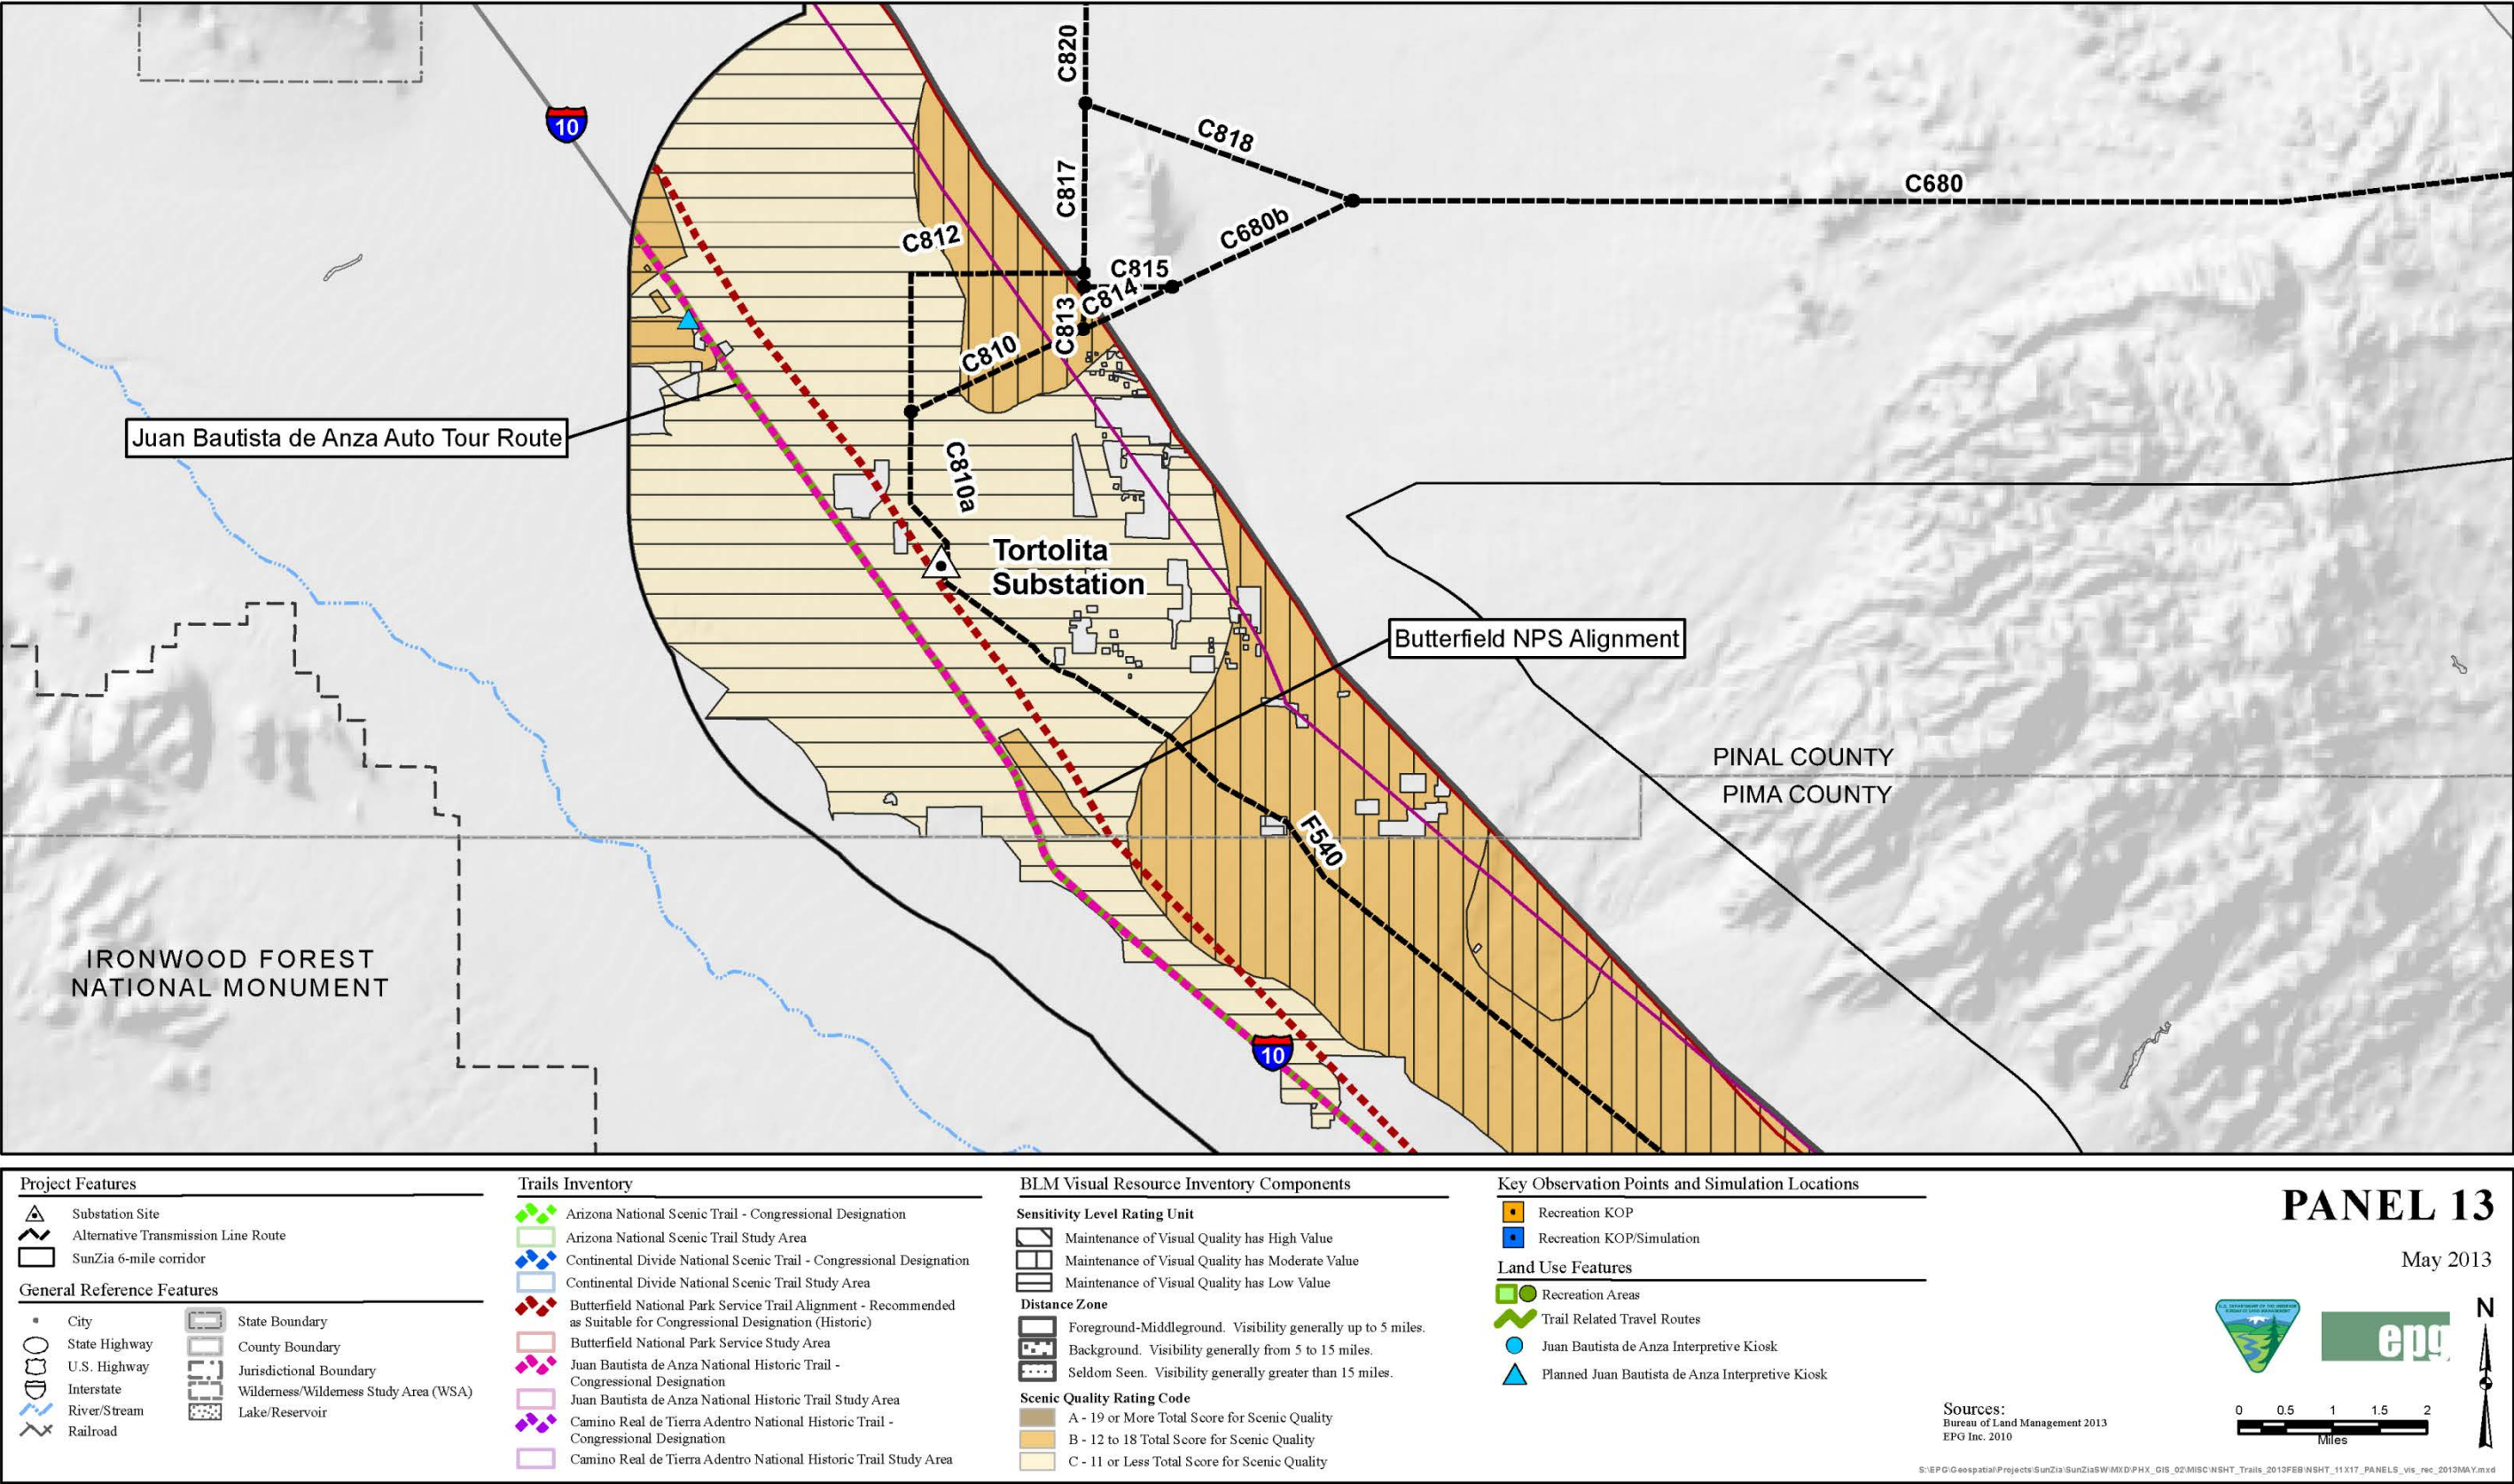 C820
C818
C817
C680
C680b
C812
C815
C814
C813
C810
10
Juan Bautista de Anza Auto Tour Route
C810a
Tortolita
Substation
Butterfield NPS Alignment
PINAL COUNTY
PIMA COUNTY
F540
IRONWOOD FOREST
NATIONAL MONUMENT
10
Project Features
Substation Site
Alternative Transmission Line Route
SunZia 6-mile corridor
General Reference Features
City
State Highway
U.S. Highway
Interstate
River/Stream
Railroad
State Boundary
County Boundary
Jurisdictional Boundary
Wilderness/Wilderness Study Area (WSA)
Lake/Reservoir
Trails Inventory
Arizona National Scenic Trail - Congressional Designation
Arizona National Scenic Trail Study Area
Continental Divide National Scenic Trail - Congressional Designation
Continental Divide National Scenic Trail Study Area
Butterfield National Park Service Trail Alignment - Recommended
as Suitable for Congressional Designation (Historic)
Butterfield National Park Service Study Area
Juan Bautista de Anza National Historic Trail -
Congressional Designation
Juan Bautista de Anza National Historic Trail Study Area
Camino Real de Tierra Adentro National Historic Trail -
Congressional Designation
Camino Real de Tierra Adentro National Historic Trail Study Area
BLM Visual Resource Inventory Components
Sensitivity Level Rating Unit
Maintenance of Visual Quality has High Value
Maintenance of Visual Quality has Moderate Value
Maintenance of Visual Quality has Low Value
Distance Zone
Foreground-Middleground. Visibility generally up to 5 miles.
Background. Visibility generally from 5 to 15 miles.
Seldom Seen. Visibility generally greater than 15 miles.
Scenic Quality Rating Code
A - 19 or More Total Score for Scenic Quality
B - 12 to 18 Total Score for Scenic Quality
C - 11 or Less Total Score for Scenic Quality
Key Observation Points and Simulation Locations
Recreation KOP
Recreation KOP/Simulation
Land Use Features
Recreation Areas
Trail Related Travel Routes
Juan Bautista de Anza Interpretive Kiosk
Planned Juan Bautista de Anza Interpretive Kiosk
PANEL 13
May 2013
epg
N
Sources:
Bureau of Land Management 2013
EPG Inc. 2010
0 0.5 1 1.5 2
Miles
S:\EPG\Geospatial\Projects\SunZia\SunZiaSW\MXD\PHX_GIS_02\MISC\NSHT_Trails_2013FEB\NSHT_11X17_PANELS_vis_rec_2013MAY.mxd